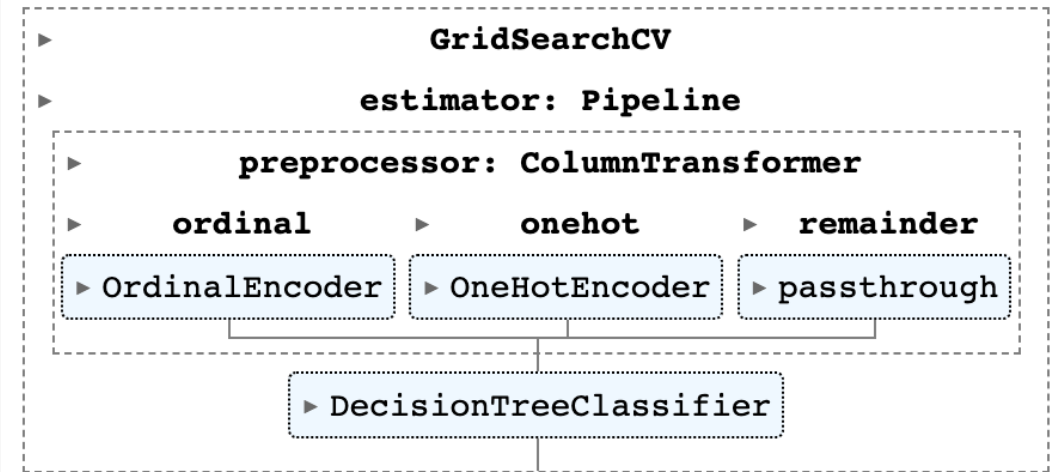 GridSearchCV
estimator: Pipeline
preprocessor: ColumnTransformer
ordinal onehot remainder
OrdinalEncoder OneHotEncoder passthrough
DecisionTreeClassifier